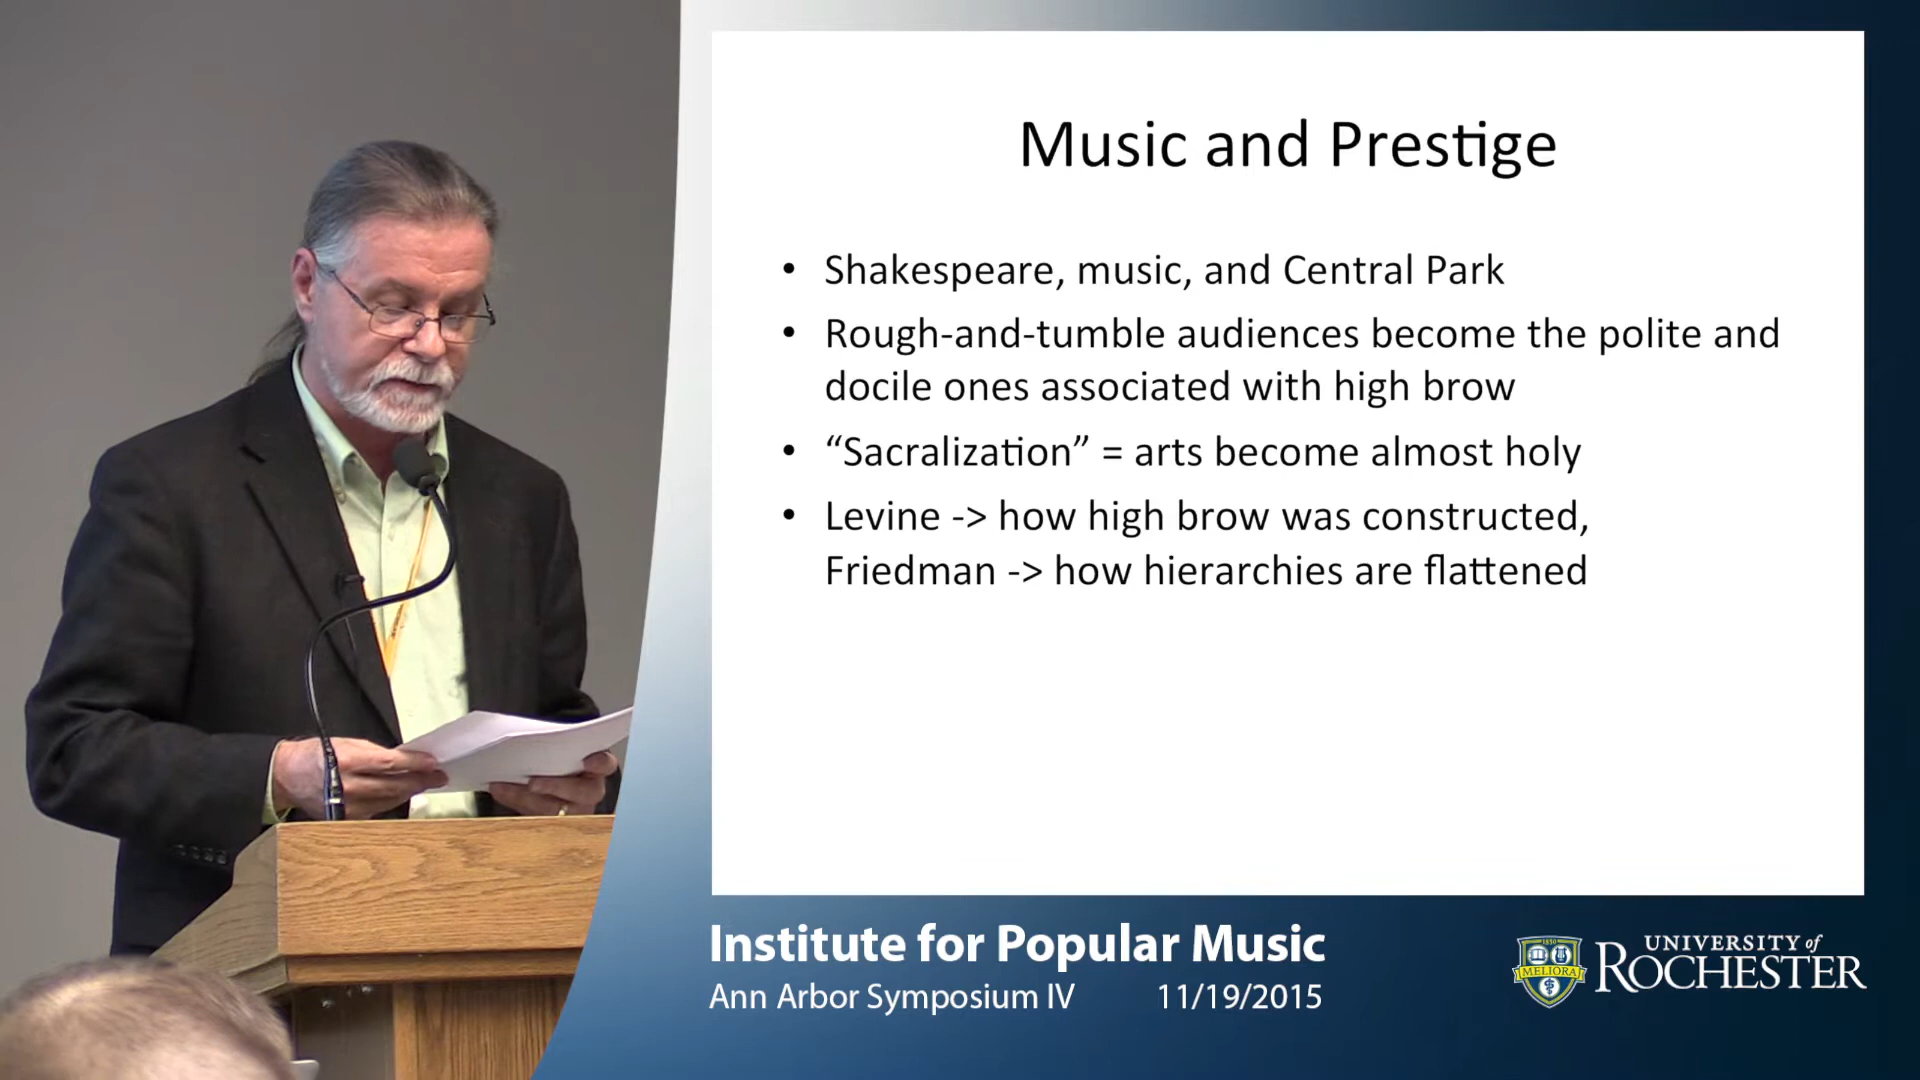 Music and Prestige
• Shakespeare, music, and Central Park
• Rough-and-tumble audiences become the polite and
docile ones associated with high brow
• “Sacralization” = arts become almost holy
• Levine -> how high brow was constructed,
Friedman -> how hierarchies are flattened
Institute for Popular Music
Ann Arbor Symposium IV 11/19/2015
1850
MELIORA
UNIVERSITY of
ROCHESTER